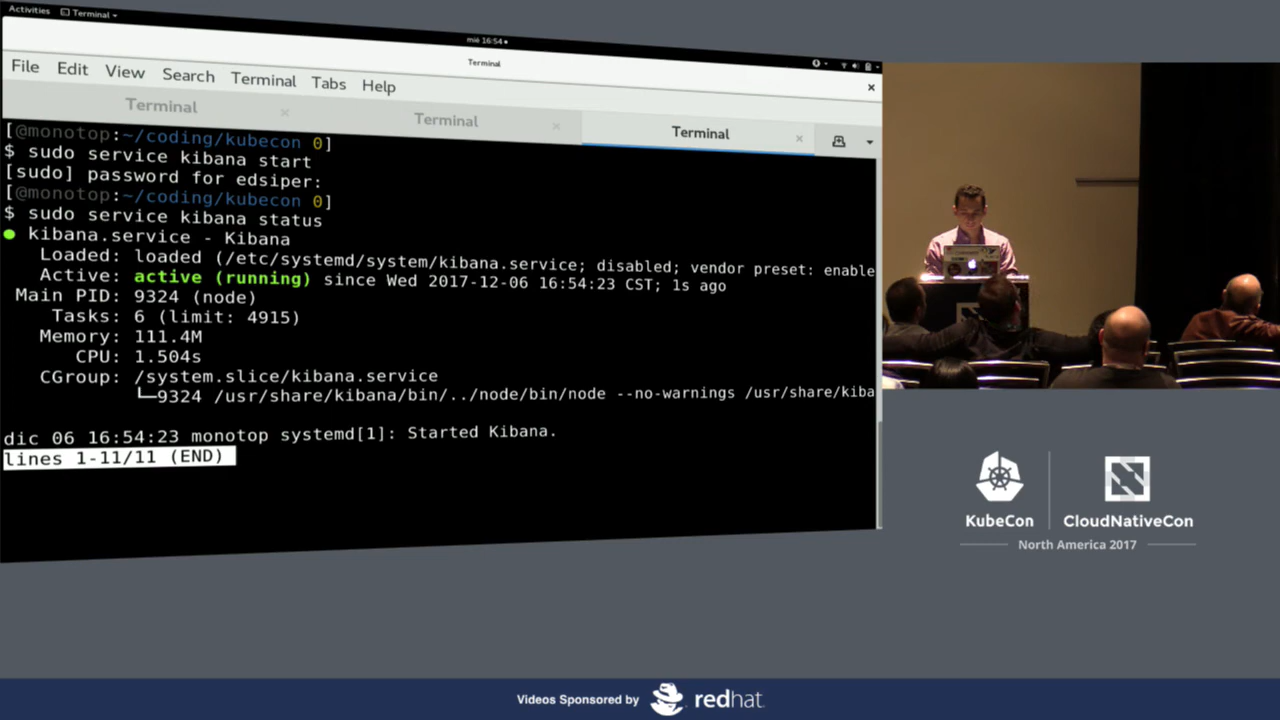 Activities Terminal
mié 16:54
Terminal
File Edit View Search Terminal Tabs Help
Terminal Terminal Terminal
[@monotop:~/coding/kubecon 0]
$ sudo service kibana start
[sudo] password for edsiper:
[@monotop:~/coding/kubecon 0]
$ sudo service kibana status
kibana.service - Kibana
Loaded: loaded (/etc/systemd/system/kibana.service; disabled; vendor preset: enable
Active: active (running) since Wed 2017-12-06 16:54:23 CST; 1s ago
Main PID: 9324 (node)
Tasks: 6 (limit: 4915)
Memory: 111.4M
CPU: 1.504s
CGroup: /system.slice/kibana.service
└─9324 /usr/share/kibana/bin/../node/bin/node --no-warnings /usr/share/kiba
dic 06 16:54:23 monotop systemd[1]: Started Kibana.
lines 1-11/11 (END)
KubeCon CloudNativeCon
North America 2017
Videos Sponsored by redhat.